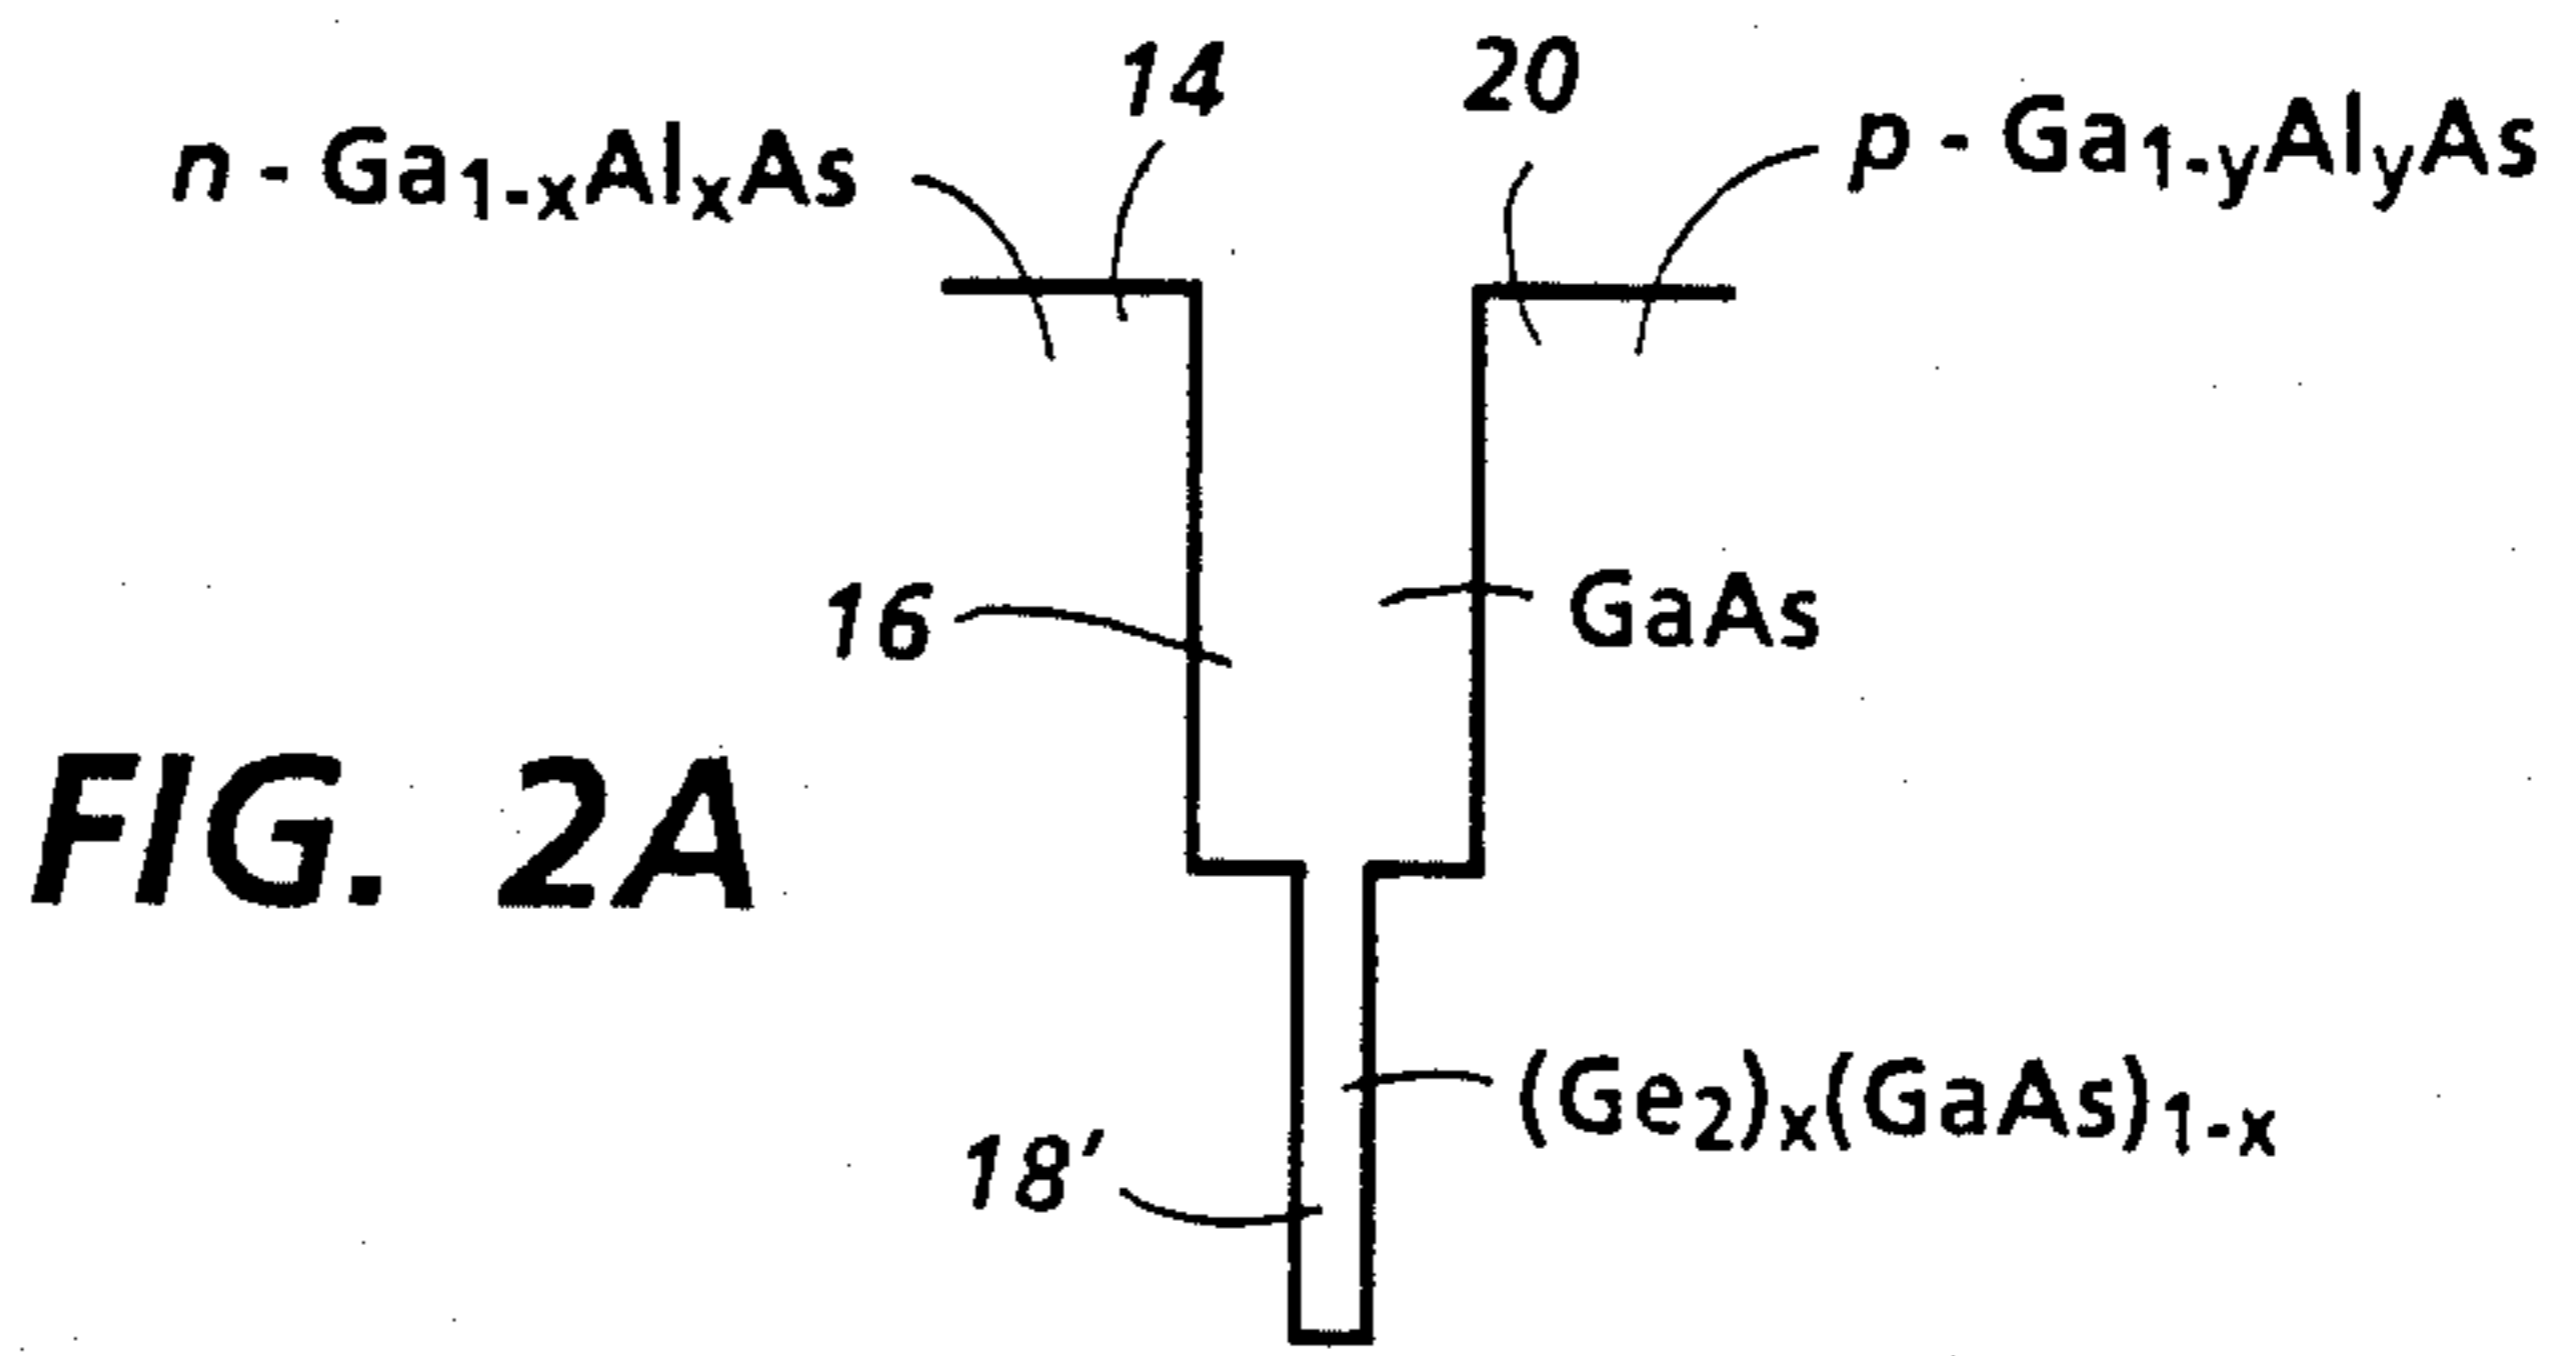 14
20
n - Ga1-xAlxAs
p - Ga1-yAlyAs
16
GaAs
FIG. 2A
(Ge2)x(GaAs)1-x
18'